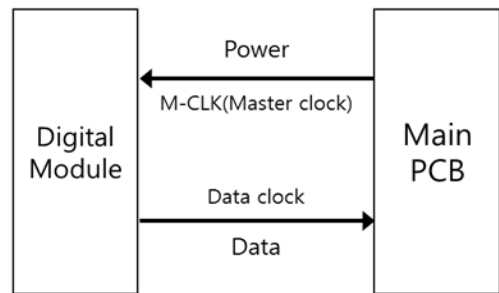 Power
M-CLK(Master clock)
Digital
Module
Main
PCB
Data clock
Data